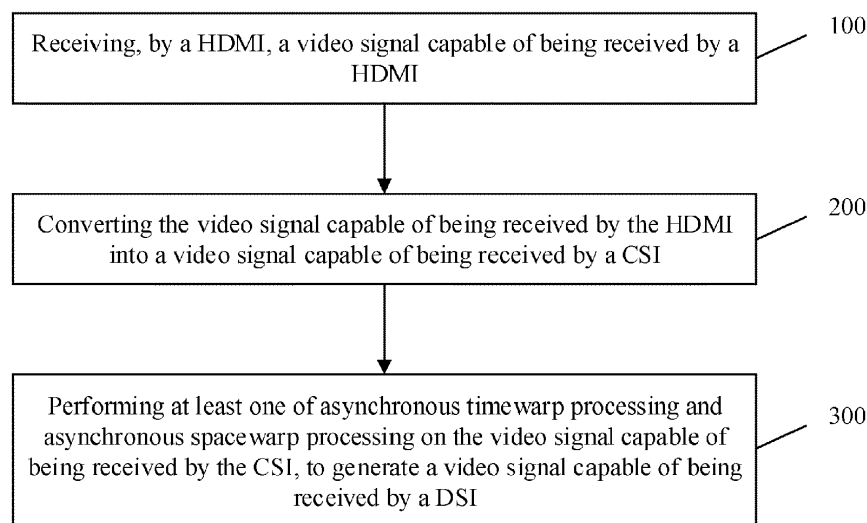 Receiving, by a HDMI, a video signal capable of being received by a
HDMI
100
Converting the video signal capable of being received by the HDMI
into a video signal capable of being received by a CSI
200
Performing at least one of asynchronous timewarp processing and
asynchronous spacewarp processing on the video signal capable of
being received by the CSI, to generate a video signal capable of being
received by a DSI
300